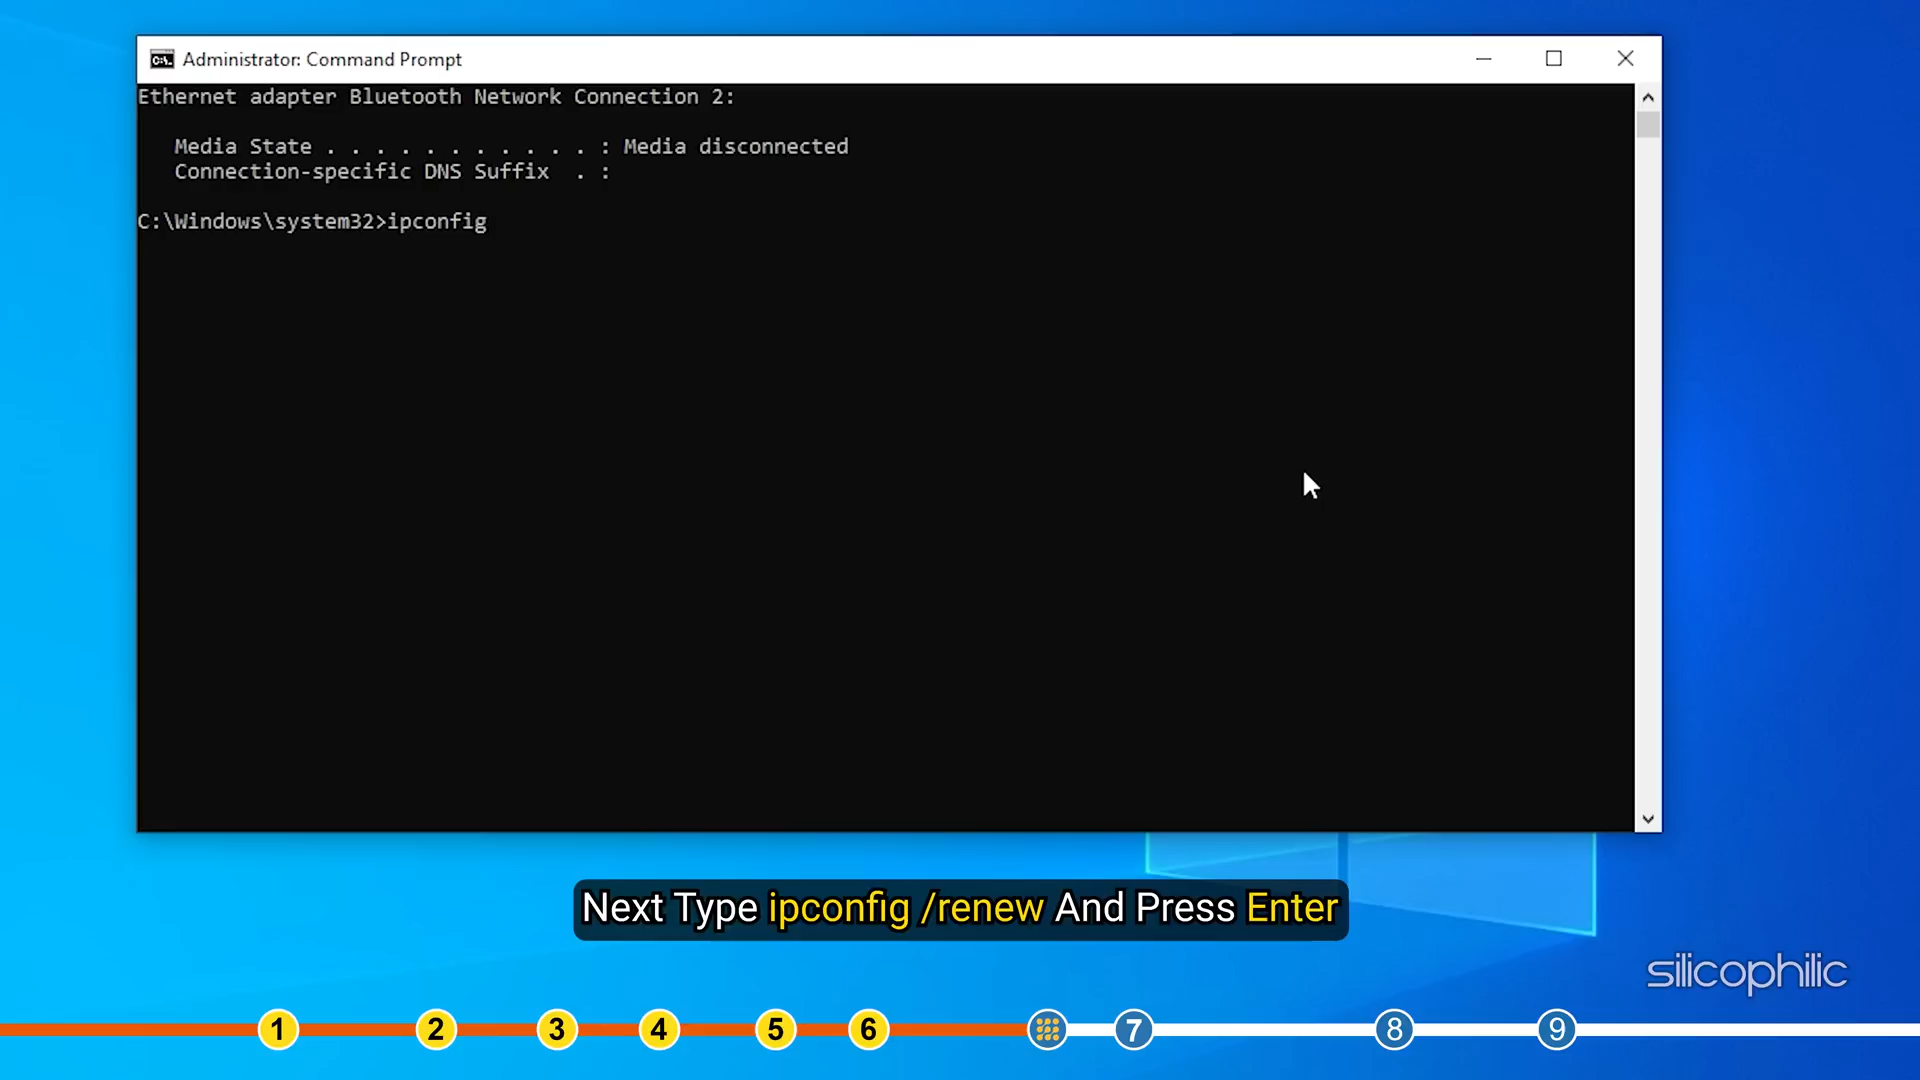 Administrator: Command Prompt
Ethernet adapter Bluetooth Network Connection 2:
Media State . . . . . . . . . . . : Media disconnected
Connection-specific DNS Suffix  . :
C:\Windows\system32>ipconfig
Next Type ipconfig /renew And Press Enter
silicophilic
1 2 3 4 5 6 7 8 9